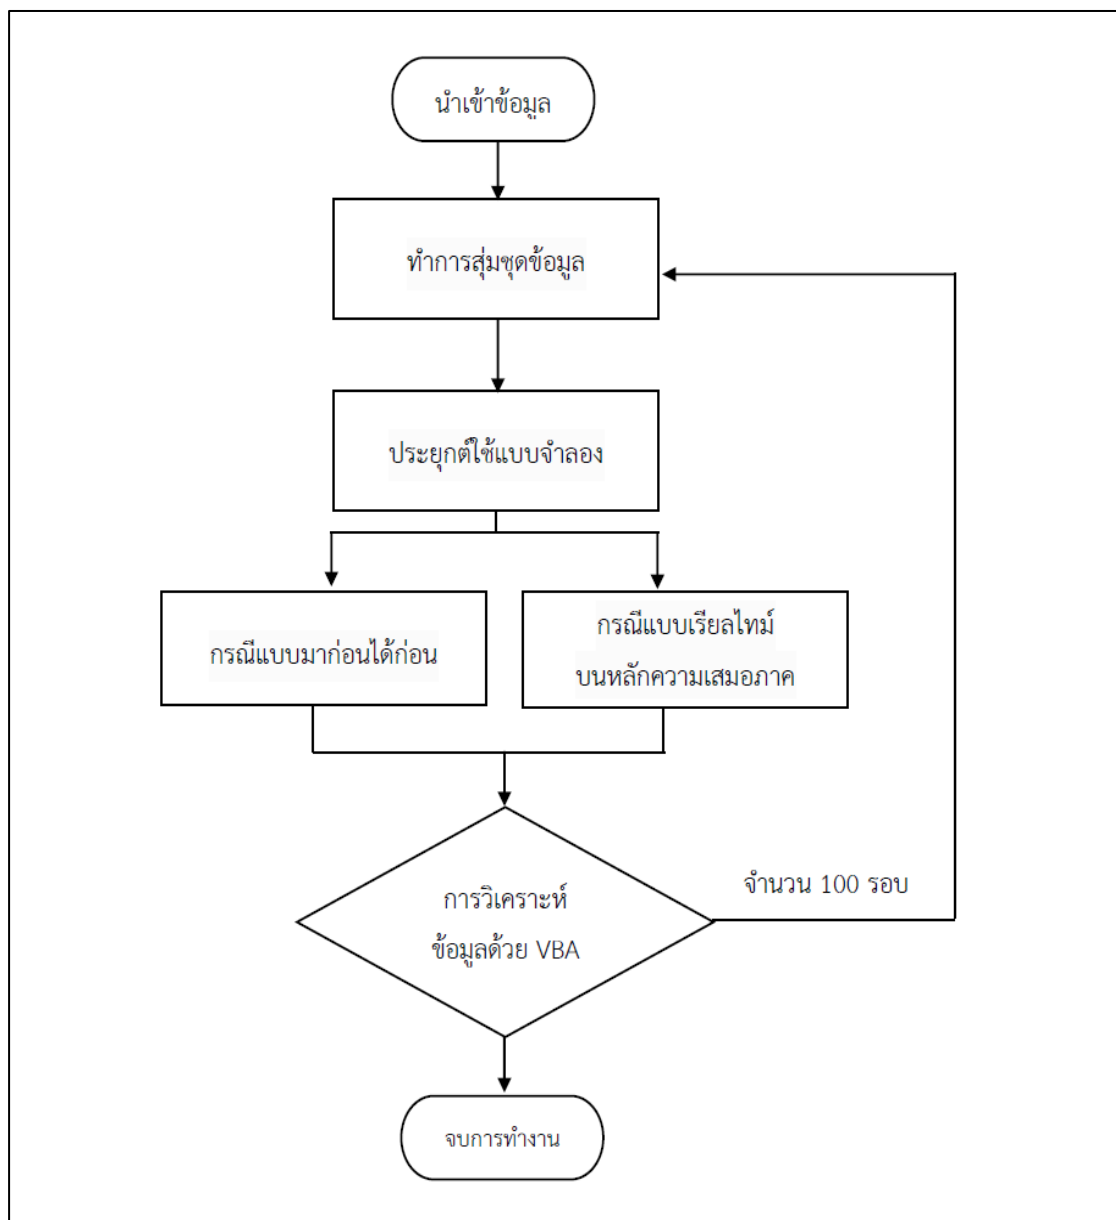 นำเข้าข้อมูล
ทำการสุ่มชุดข้อมูล
ประยุกต์ใช้แบบจำลอง
กรณีแบบมาก่อนได้ก่อน
กรณีแบบเรียลไทม์
บนหลักความเสมอภาค
จำนวน 100 รอบ
การวิเคราะห์
ข้อมูลด้วย VBA
จบการทำงาน